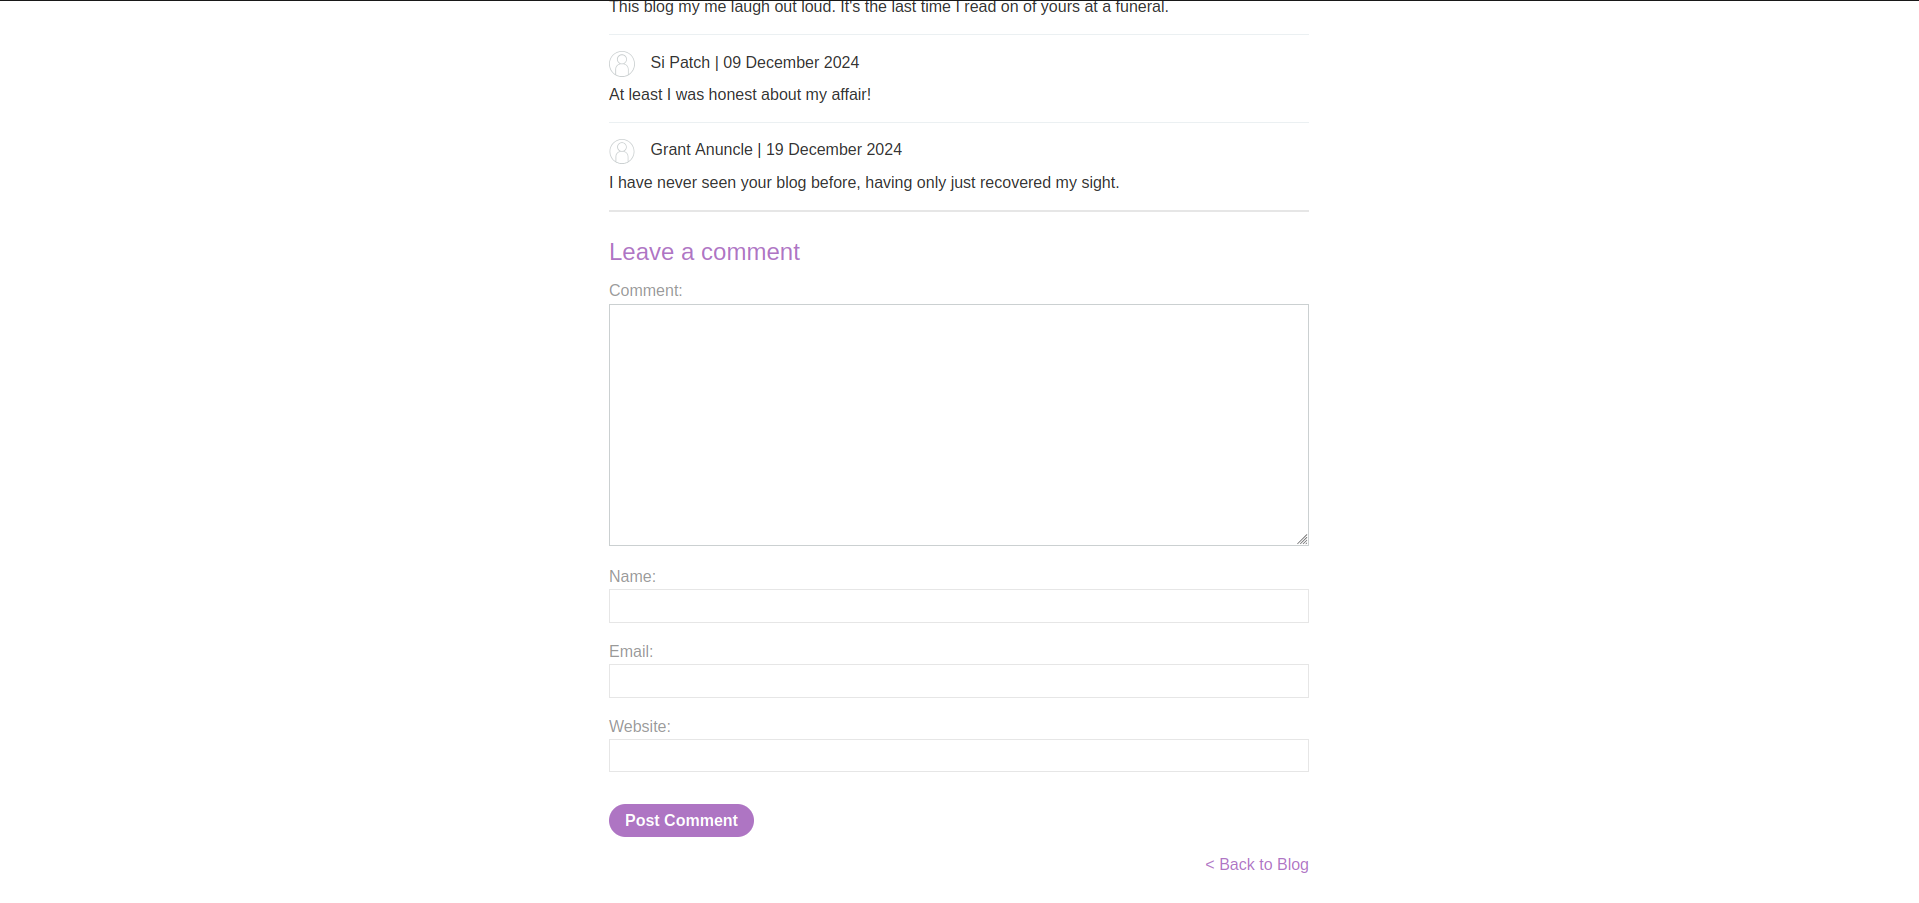 This blog my me laugh out loud. It's the last time I read on of yours at a funeral.
Si Patch | 09 December 2024
At least I was honest about my affair!
Grant Anuncle | 19 December 2024
I have never seen your blog before, having only just recovered my sight.
Leave a comment
Comment:
Name:
Email:
Website:
Post Comment
< Back to Blog